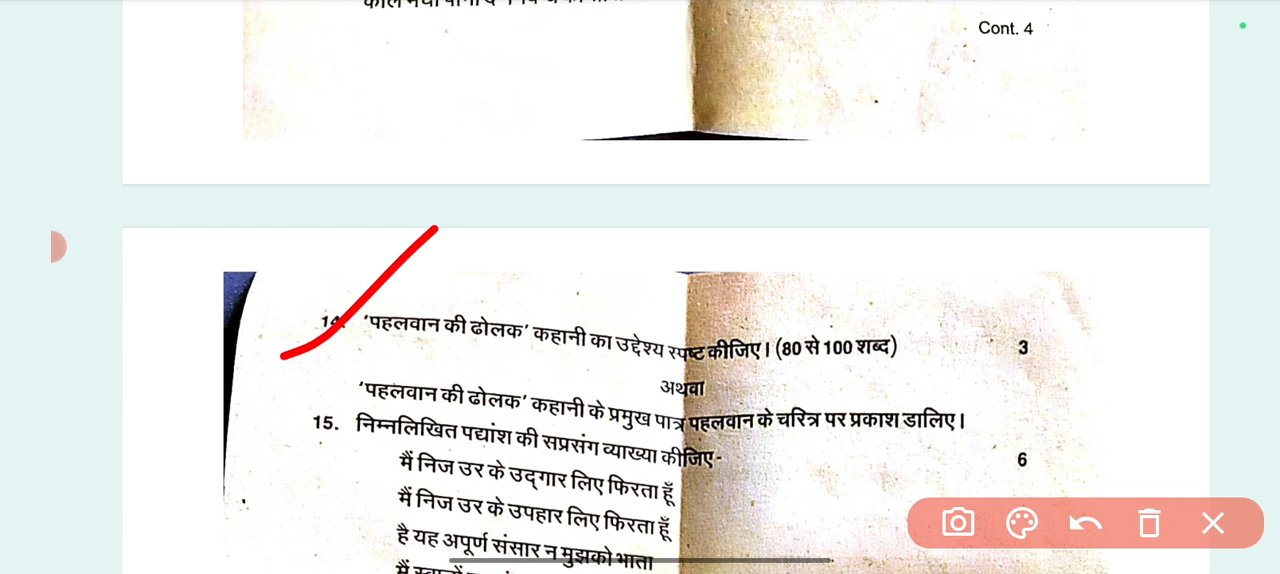 Cont. 4
14. 'पहलवान की ढोलक' कहानी का उद्देश्य स्पष्ट कीजिए। (80 से 100 शब्द) 3
अथवा
'पहलवान की ढोलक' कहानी के प्रमुख पात्र पहलवान के चरित्र पर प्रकाश डालिए।
15. निम्नलिखित पद्यांश की सप्रसंग व्याख्या कीजिए- 6
मैं निज उर के उद्‌गार लिए फिरता हूँ
मैं निज उर के उपहार लिए फिरता हूँ
है यह अपूर्ण संसार न मुझको भाता
मैं